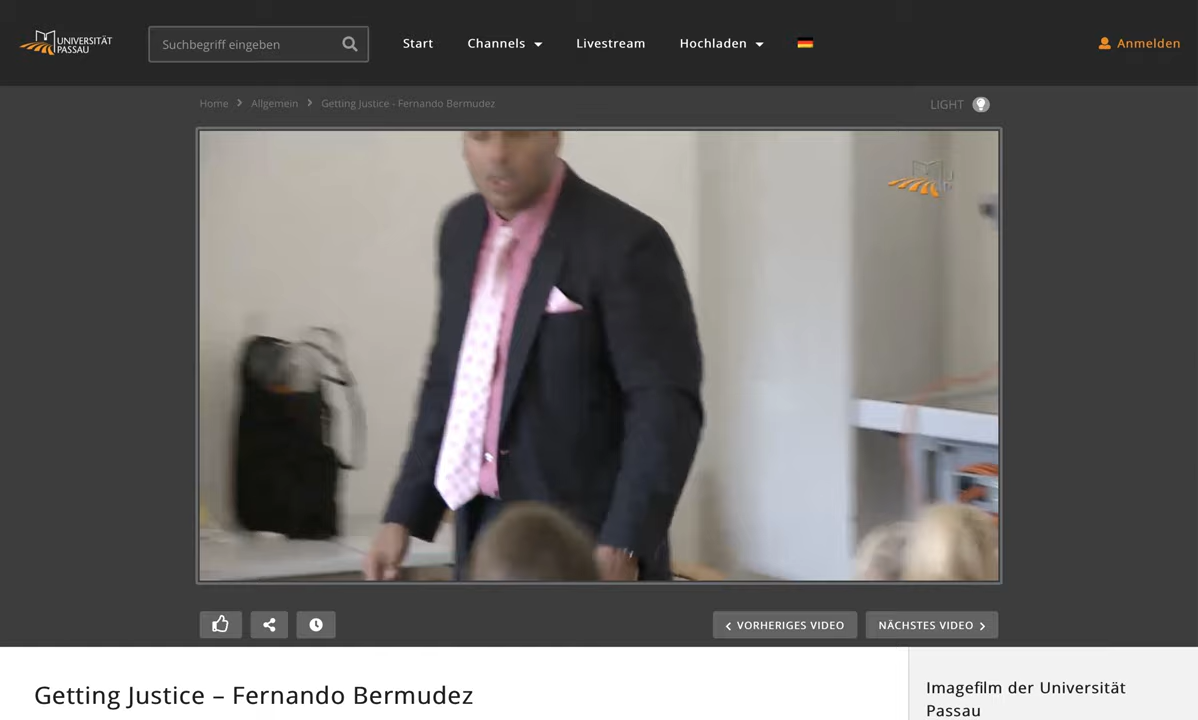 UNIVERSITÄT
PASSAU
Suchbegriff eingeben
Start
Channels
Livestream
Hochladen
Anmelden
Home
Allgemein
Getting Justice - Fernando Bermudez
LIGHT
VORHERIGES VIDEO
NÄCHSTES VIDEO
Getting Justice – Fernando Bermudez
Imagefilm der Universität
Passau